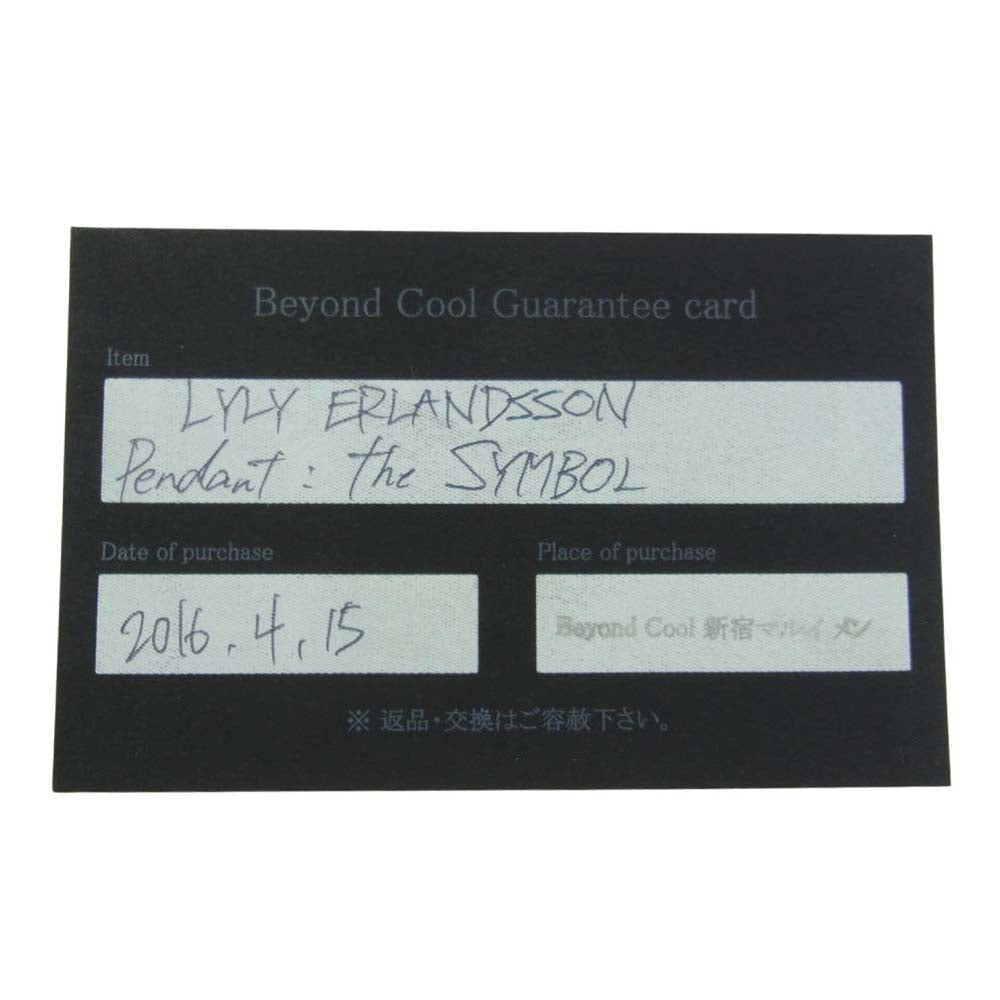 Beyond Cool Guarantee card
Item
LYLY ERLANDSSON
Pendant : the SYMBOL
Date of purchase
Place of purchase
2016.4.15
Beyond Cool 新宿マルイ メン
※ 返品・交換はご容赦下さい。